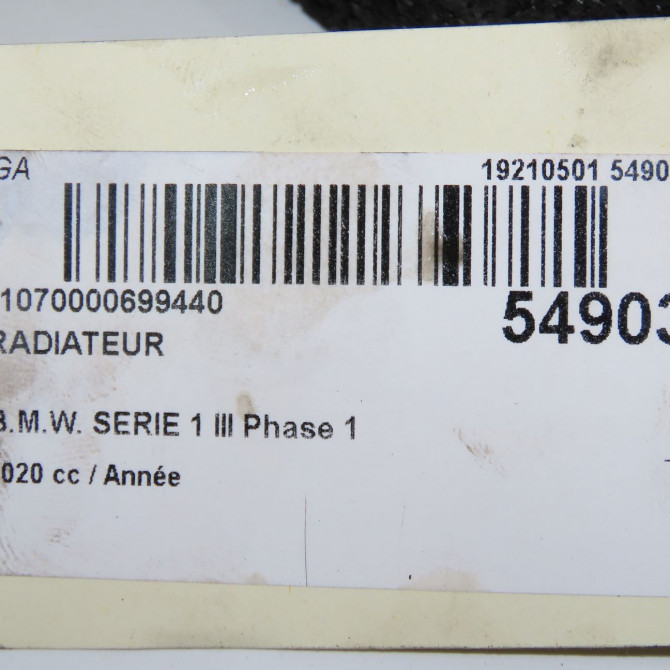 GA 19210501 5490
1070000699440
54903
RADIATEUR
B.M.W. SERIE 1 III Phase 1
020 cc / Année